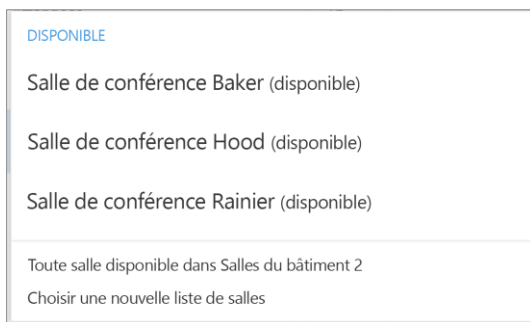 DISPONIBLE
Salle de conférence Baker (disponible)
Salle de conférence Hood (disponible)
Salle de conférence Rainier (disponible)
Toute salle disponible dans Salles du bâtiment 2
Choisir une nouvelle liste de salles